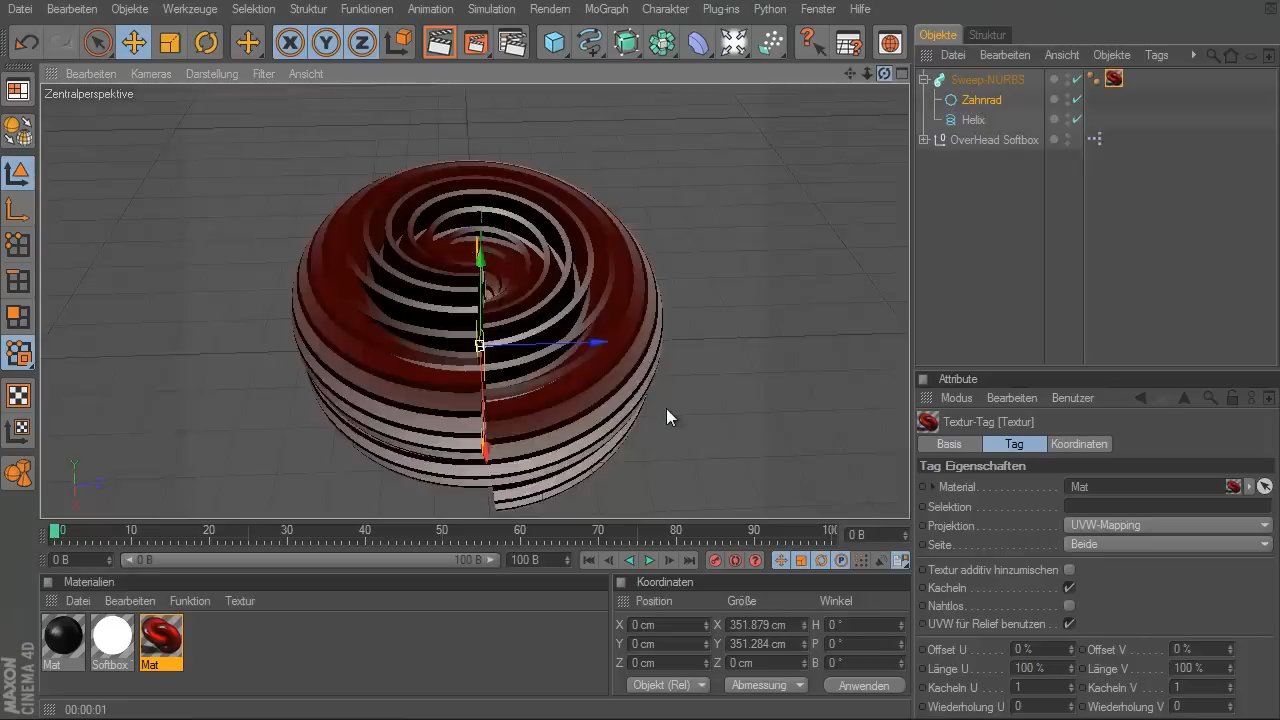 Datei Bearbeiten Objekte Werkzeuge Selektion Struktur Funktionen Animation Simulation Rendern MoGraph Charakter Plug-ins Python Fenster Hilfe
X Y Z
Objekte Struktur
Bearbeiten Kameras Darstellung Filter Ansicht
Datei Bearbeiten Ansicht Objekte Tags
Zentralperspektive
Sweep-NURBS
Zahnrad
Helix
OverHead Softbox
Attribute
Modus Bearbeiten Benutzer
Textur-Tag [Textur]
Basis Tag Koordinaten
Tag Eigenschaften
Material Mat
Selektion
Projektion UVW-Mapping
Seite Beide
Textur additiv hinzumischen
Kacheln
Nahtlos
UVW für Relief benutzen
Offset U 0 % Offset V 0 %
Länge U 100 % Länge V 100 %
Kacheln U 1 Kacheln V 1
Wiederholung U 0 Wiederholung V 0
Y
X
0 10 20 30 40 50 60 70 80 90 100 0 B
0 B 0 B 100 B 100 B
Materialien
Datei Bearbeiten Funktion Textur
Mat Softbox Mat
Koordinaten
Position Größe Winkel
X 0 cm X 351.879 cm H 0 °
Y 0 cm Y 351.284 cm P 0 °
Z 0 cm Z 0 cm B 0 °
Objekt (Rel) Abmessung Anwenden
MAXON
CINEMA 4D
00:00:01